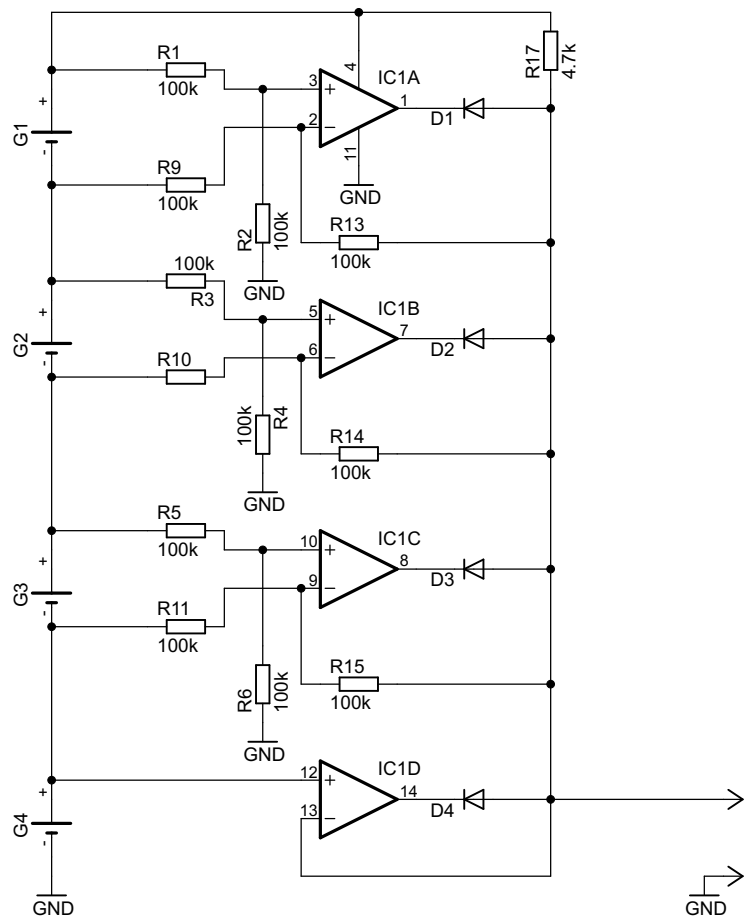 R1
100k
3
+
2
−
4
11
IC1A
1
D1
R17
4.7k
+
G1
-
R9
100k
GND
R2
100k
GND
R13
100k
100k
R3
5
+
6
−
IC1B
7
D2
+
G2
-
R10
100k
R4
GND
R14
100k
R5
100k
10
+
9
−
IC1C
8
D3
+
G3
-
R11
100k
R6
100k
GND
R15
100k
12
+
13
−
IC1D
14
D4
+
G4
-
GND
GND